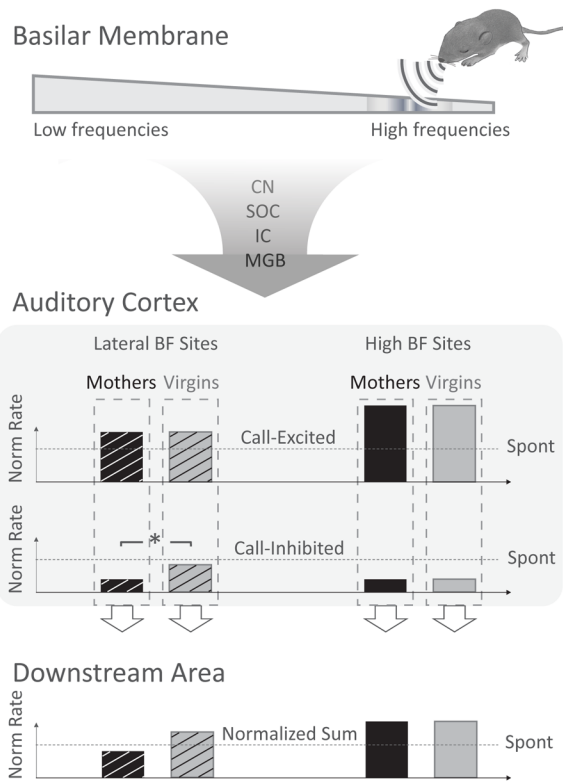 Basilar Membrane
Low frequencies
High frequencies
CN
SOC
IC
MGB
Auditory Cortex
Lateral BF Sites
High BF Sites
Mothers Virgins
Mothers Virgins
Norm Rate
Call-Excited
Spont
Norm Rate
*
Call-Inhibited
Spont
Downstream Area
Norm Rate
Normalized Sum
Spont